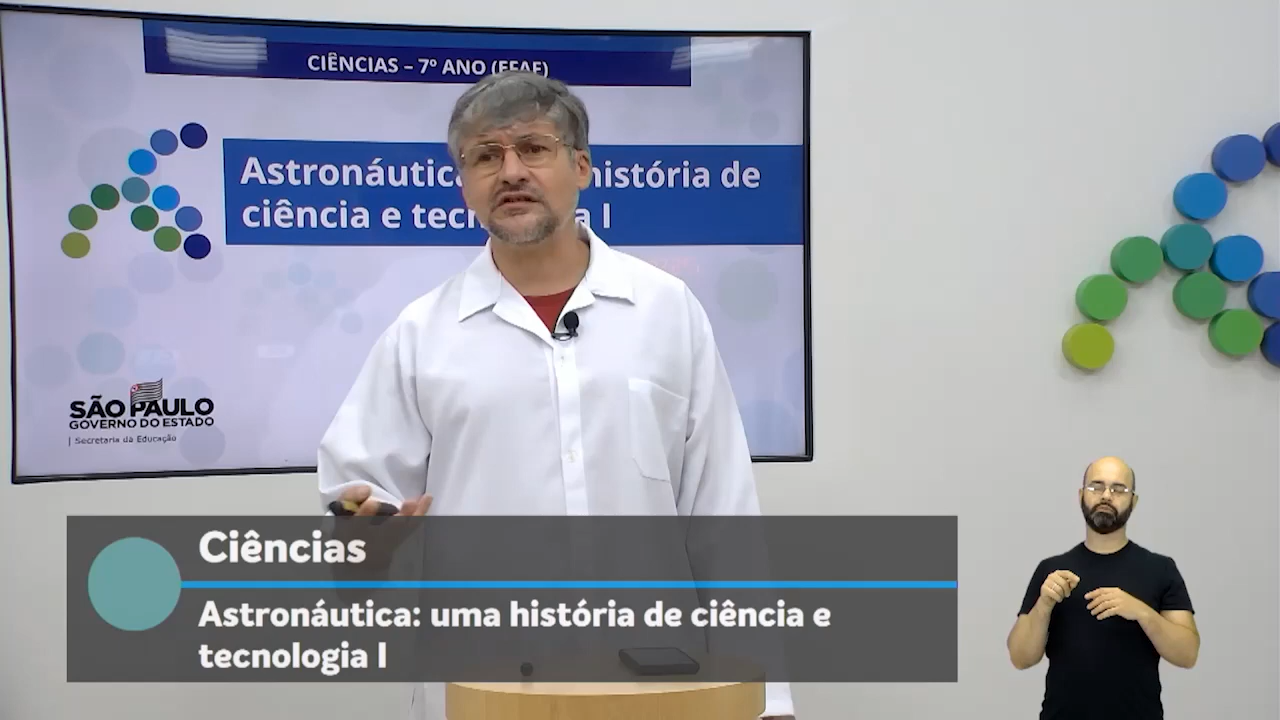 CIÊNCIAS – 7º ANO (EFAF)
Astronáutica história de
ciência e tecn a I
SÃO PAULO
GOVERNO DO ESTADO
| Secretaria da Educação
Ciências
Astronáutica: uma história de ciência e
tecnologia I